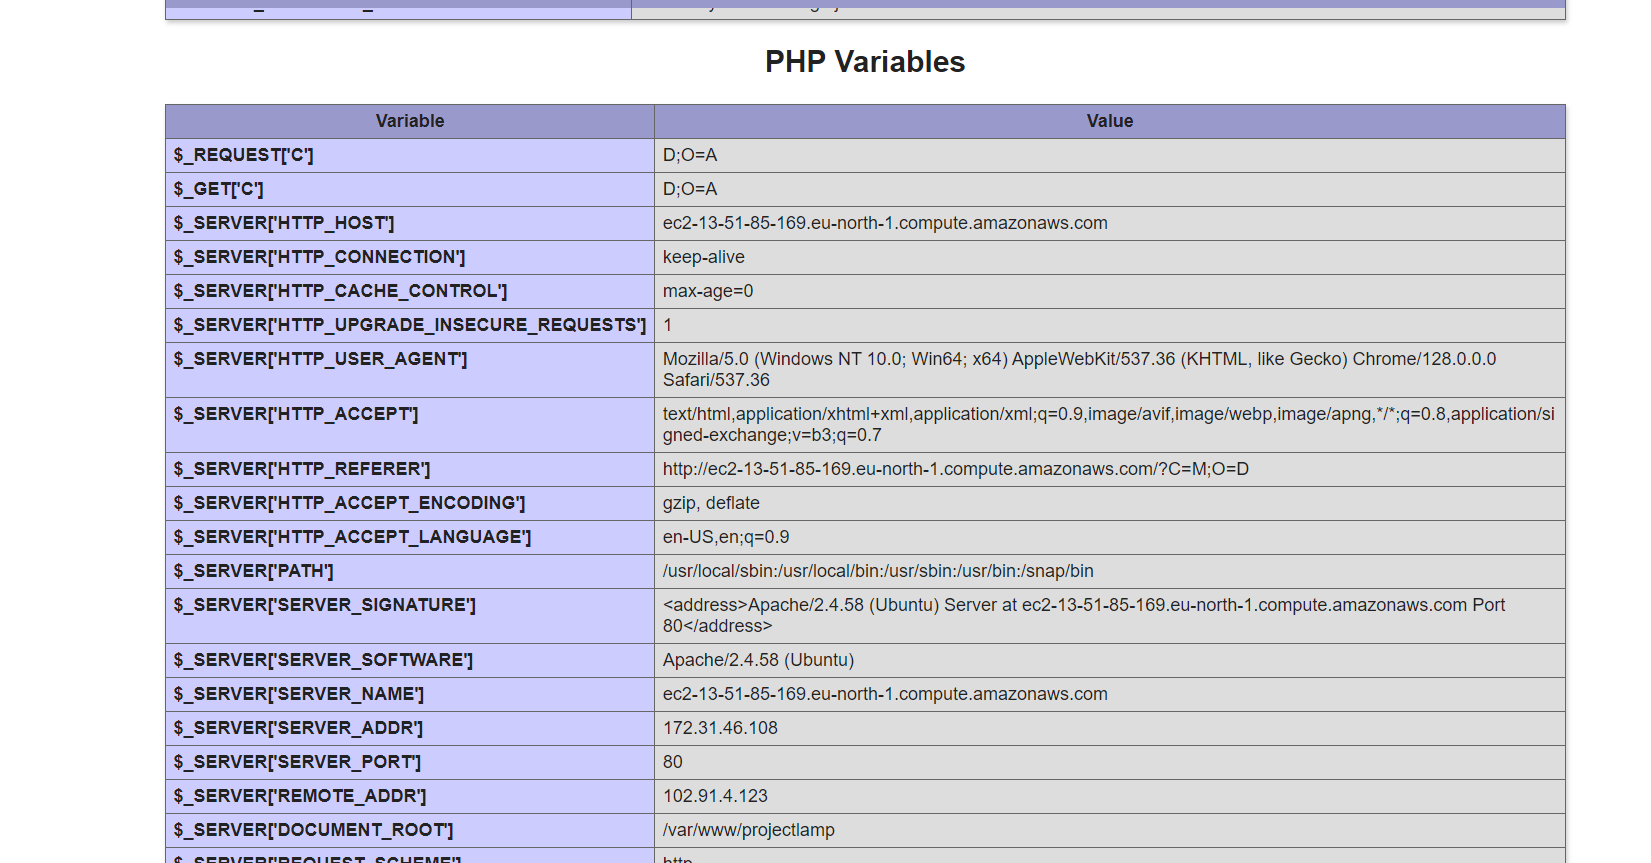 PHP Variables
Variable Value
$_REQUEST['C'] D;O=A
$_GET['C'] D;O=A
$_SERVER['HTTP_HOST'] ec2-13-51-85-169.eu-north-1.compute.amazonaws.com
$_SERVER['HTTP_CONNECTION'] keep-alive
$_SERVER['HTTP_CACHE_CONTROL'] max-age=0
$_SERVER['HTTP_UPGRADE_INSECURE_REQUESTS'] 1
$_SERVER['HTTP_USER_AGENT'] Mozilla/5.0 (Windows NT 10.0; Win64; x64) AppleWebKit/537.36 (KHTML, like Gecko) Chrome/128.0.0.0
Safari/537.36
$_SERVER['HTTP_ACCEPT'] text/html,application/xhtml+xml,application/xml;q=0.9,image/avif,image/webp,image/apng,*/*;q=0.8,application/si
gned-exchange;v=b3;q=0.7
$_SERVER['HTTP_REFERER'] http://ec2-13-51-85-169.eu-north-1.compute.amazonaws.com/?C=M;O=D
$_SERVER['HTTP_ACCEPT_ENCODING'] gzip, deflate
$_SERVER['HTTP_ACCEPT_LANGUAGE'] en-US,en;q=0.9
$_SERVER['PATH'] /usr/local/sbin:/usr/local/bin:/usr/sbin:/usr/bin:/snap/bin
$_SERVER['SERVER_SIGNATURE'] <address>Apache/2.4.58 (Ubuntu) Server at ec2-13-51-85-169.eu-north-1.compute.amazonaws.com Port
80</address>
$_SERVER['SERVER_SOFTWARE'] Apache/2.4.58 (Ubuntu)
$_SERVER['SERVER_NAME'] ec2-13-51-85-169.eu-north-1.compute.amazonaws.com
$_SERVER['SERVER_ADDR'] 172.31.46.108
$_SERVER['SERVER_PORT'] 80
$_SERVER['REMOTE_ADDR'] 102.91.4.123
$_SERVER['DOCUMENT_ROOT'] /var/www/projectlamp
$_SERVER['REQUEST_SCHEME'] http